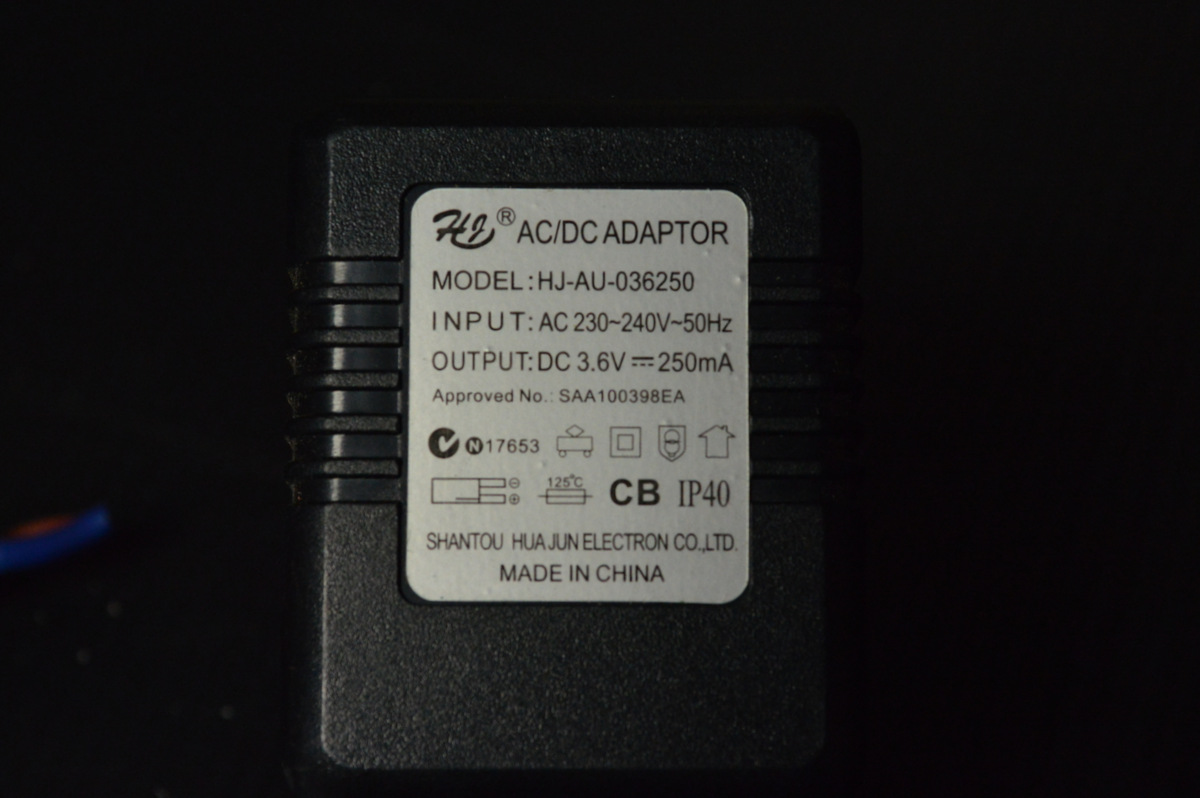 HJ® AC/DC ADAPTOR
MODEL: HJ-AU-036250
INPUT: AC 230~240V~50Hz
OUTPUT: DC 3.6V⎓250mA
Approved No.: SAA100398EA
N17653
⊖
125°C CB IP40
⊕
SHANTOU HUA JUN ELECTRON CO.,LTD.
MADE IN CHINA